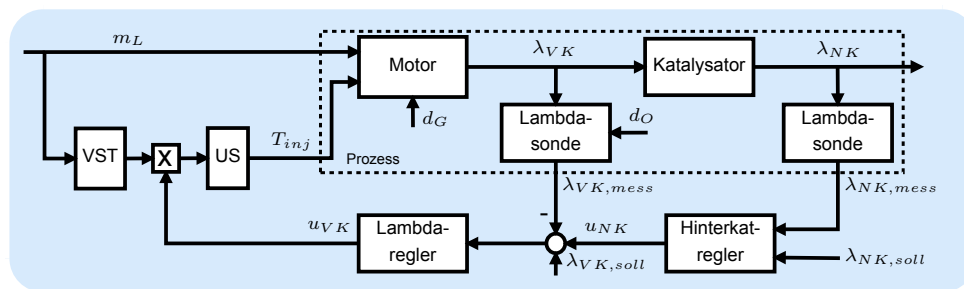 m_L
λ_VK
λ_NK
Motor
Katalysator
d_G
Lambda-
sonde
d_O
Lambda-
sonde
VST
X
US
T_inj
Prozess
λ_VK,mess
λ_NK,mess
-
u_VK
Lambda-
regler
u_NK
Hinterkat-
regler
λ_VK,soll
λ_NK,soll